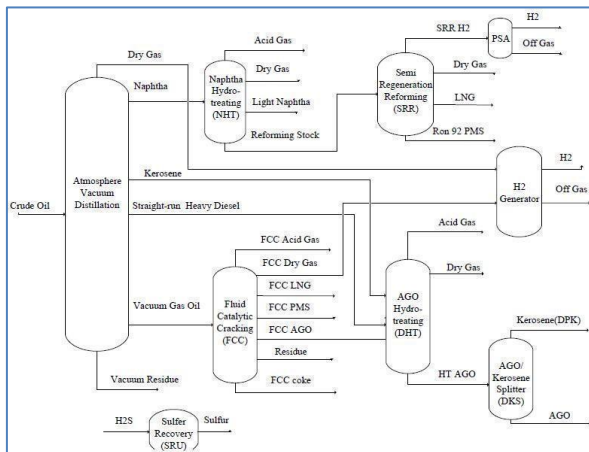 SRR H2
H2
PSA
Off Gas
Acid Gas
Dry Gas
Naphtha
Naphtha
Hydro-
treating
(NHT)
Dry Gas
Light Naphtha
Reforming Stock
Semi
Regeneration
Reforming
(SRR)
Dry Gas
LNG
Ron 92 PMS
Crude Oil
Atmosphere
Vacuum
Distillation
Kerosene
Straight-run Heavy Diesel
H2
Generator
H2
Off Gas
Vacuum Gas Oil
Vacuum Residue
FCC Acid Gas
FCC Dry Gas
FCC LNG
FCC PMS
FCC AGO
Residue
FCC coke
Fluid
Catalytic
Cracking
(FCC)
Acid Gas
Dry Gas
AGO
Hydro-
treating
(DHT)
HT AGO
Kerosene(DPK)
AGO/
Kerosene
Splitter
(DKS)
AGO
H2S
Sulfer
Recovery
(SRU)
Sulfur